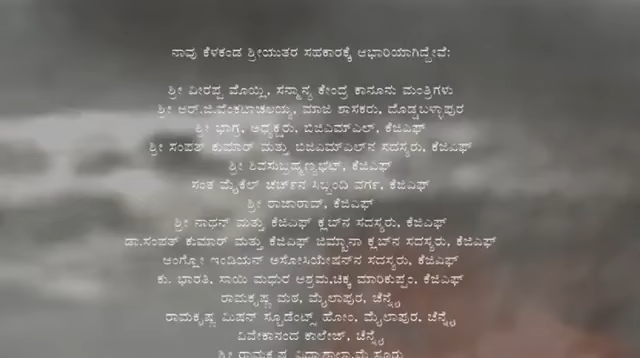 ನಾವು ಕೆಳಕಂಡ ಶ್ರೀಯುತರ ಸಹಕಾರಕ್ಕೆ ಆಭಾರಿಯಾಗಿದ್ದೇವೆ:
ಶ್ರೀ ವೀರಪ್ಪ ಮೊಯ್ಲಿ, ಸನ್ಮಾನ್ಯ ಕೇಂದ್ರ ಕಾನೂನು ಮಂತ್ರಿಗಳು
ಶ್ರೀ ಆರ್.ಜಿ.ವೆಂಕಟಾಚಲಯ್ಯ, ಮಾಜಿ ಶಾಸಕರು, ದೊಡ್ಡಬಳ್ಳಾಪುರ
ಶ್ರೀ ಭಾಗ್ರ, ಅಧ್ಯಕ್ಷರು, ಬಿಜಿಎಮ್ಎಲ್, ಕೆಜಿಎಫ್
ಶ್ರೀ ಸಂಪತ್ ಕುಮಾರ್ ಮತ್ತು ಬಿಜಿಎಮ್ಎಲ್‌ನ ಸದಸ್ಯರು, ಕೆಜಿಎಫ್
ಶ್ರೀ ಶಿವಸುಬ್ರಹ್ಮಣ್ಯಭಟ್, ಕೆಜಿಎಫ್
ಸಂತ ಮೈಕೆಲ್ ಚರ್ಚ್‌ನ ಸಿಬ್ಬಂದಿ ವರ್ಗ, ಕೆಜಿಎಫ್
ಶ್ರೀ ರಾಜಾರಾವ್, ಕೆಜಿಎಫ್
ಶ್ರೀ ನಾಥನ್ ಮತ್ತು ಕೆಜಿಎಫ್ ಕ್ಲಬ್‌ನ ಸದಸ್ಯರು, ಕೆಜಿಎಫ್
ಡಾ.ಸಂಪತ್ ಕುಮಾರ್ ಮತ್ತು ಕೆಜಿಎಫ್ ಜಿಮ್ಖಾನಾ ಕ್ಲಬ್‌ನ ಸದಸ್ಯರು, ಕೆಜಿಎಫ್
ಆಂಗ್ಲೋ ಇಂಡಿಯನ್ ಅಸೋಸಿಯೇಷನ್‌ನ ಸದಸ್ಯರು, ಕೆಜಿಎಫ್
ಕು. ಭಾರತಿ, ಸಾಯಿ ಮಧುರ ಆಶ್ರಮ,ಚಿಕ್ಕ ಮಾರಿಕುಪ್ಪಂ, ಕೆಜಿಎಫ್
ರಾಮಕೃಷ್ಣ ಮಠ, ಮೈಲಾಪುರ, ಚೆನ್ನೈ
ರಾಮಕೃಷ್ಣ ಮಿಷನ್ ಸ್ಟೂಡೆಂಟ್ಸ್ ಹೋಂ, ಮೈಲಾಪುರ, ಚೆನ್ನೈ
ವಿವೇಕಾನಂದ ಕಾಲೇಜ್, ಚೆನ್ನೈ
ಶ್ರೀ ರಾಮಕೃಷ್ಣ ವಿದ್ಯಾಶಾಲಾ,ಮೈಸೂರು